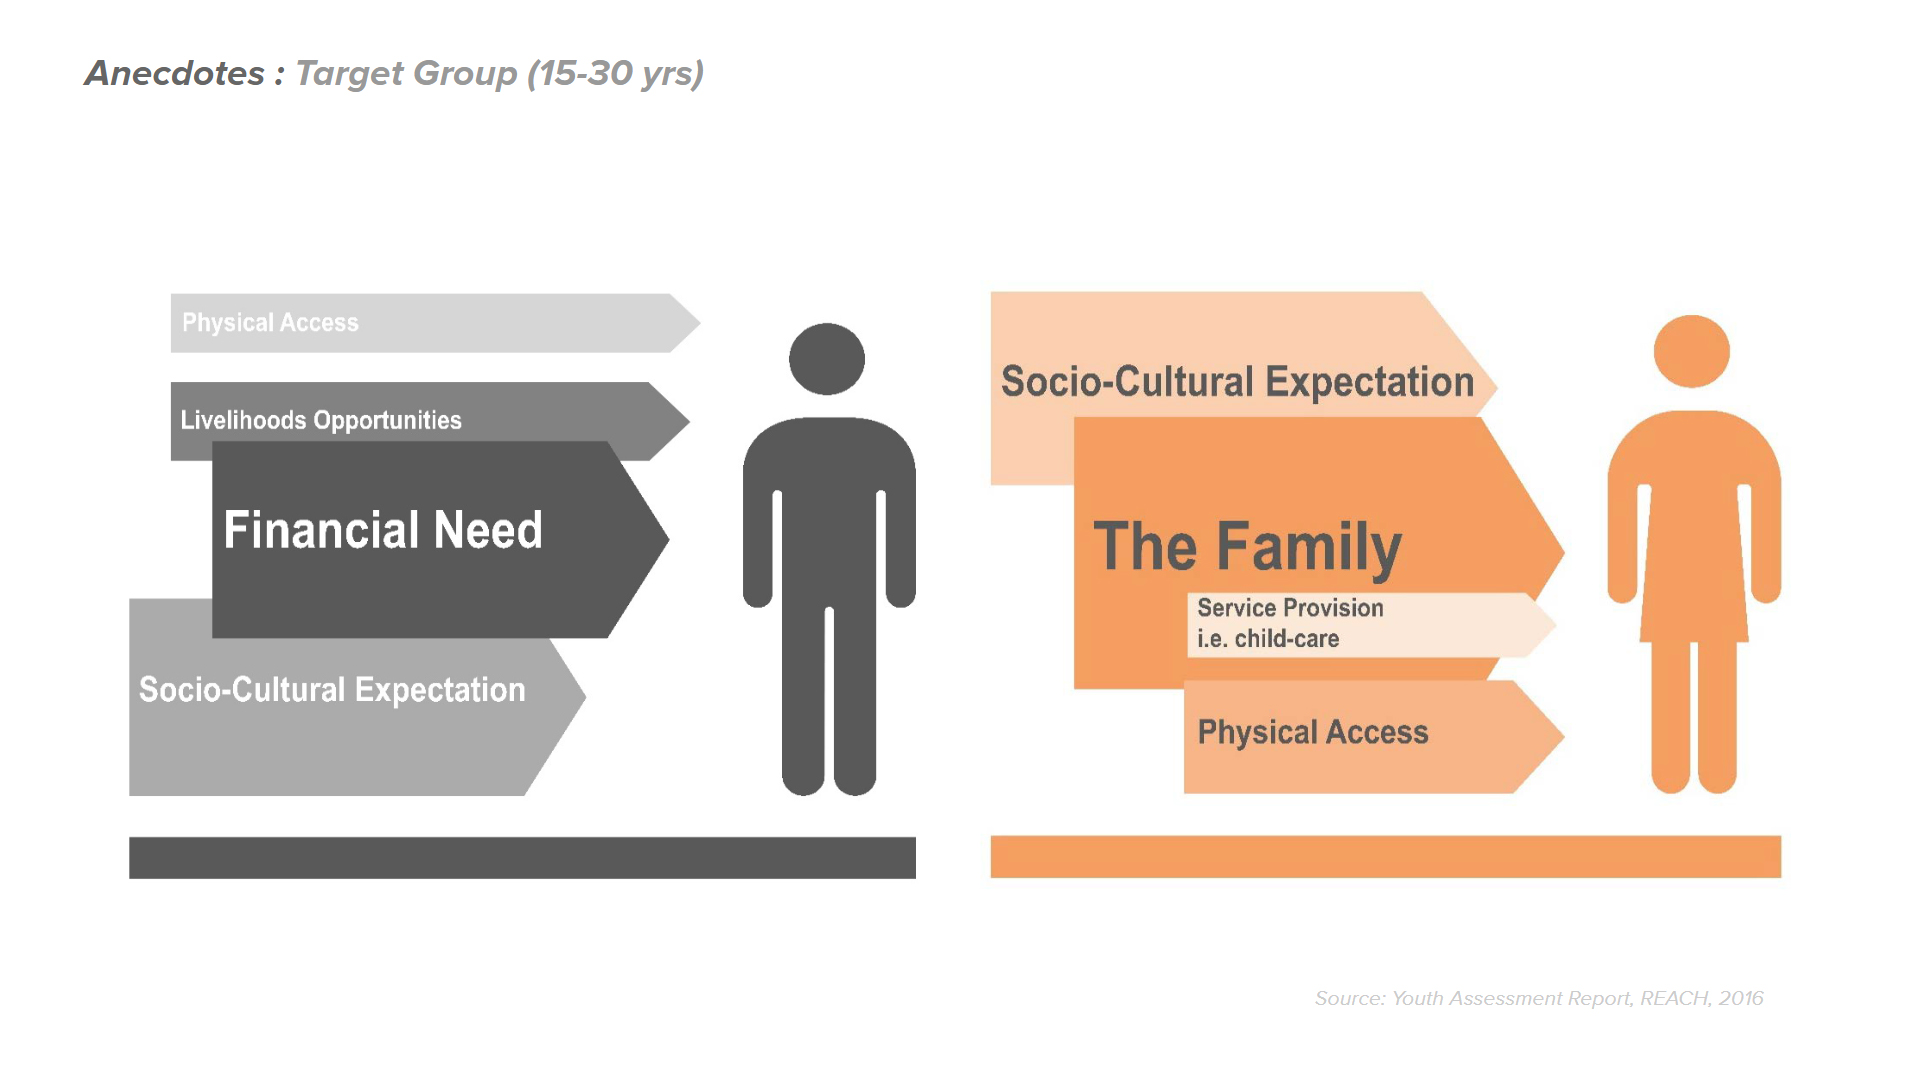 Anecdotes : Target Group (15-30 yrs)
Physical Access
Livelihoods Opportunities
Financial Need
Socio-Cultural Expectation
Socio-Cultural Expectation
The Family
Service Provision
i.e. child-care
Physical Access
Source: Youth Assessment Report, REACH, 2016